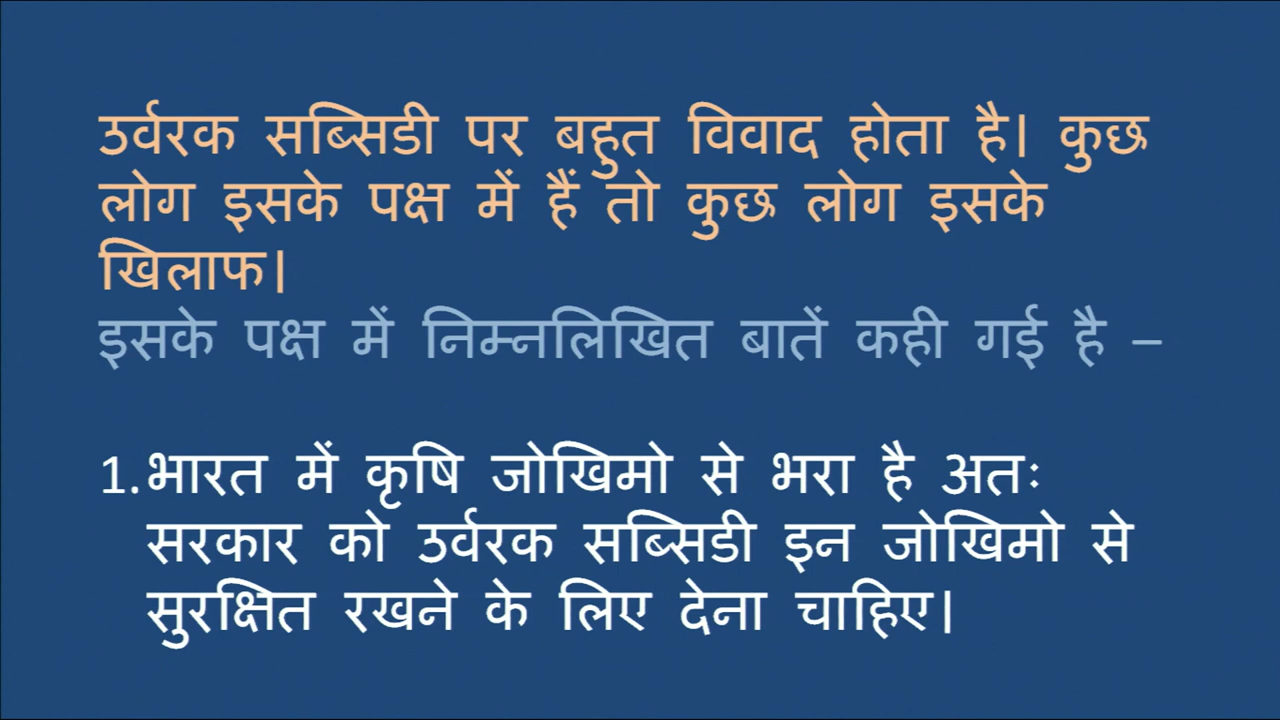 उर्वरक सब्सिडी पर बहुत विवाद होता है। कुछ
लोग इसके पक्ष में हैं तो कुछ लोग इसके
खिलाफ।
इसके पक्ष में निम्नलिखित बातें कही गई है –
1. भारत में कृषि जोखिमो से भरा है अतः
सरकार को उर्वरक सब्सिडी इन जोखिमो से
सुरक्षित रखने के लिए देना चाहिए।